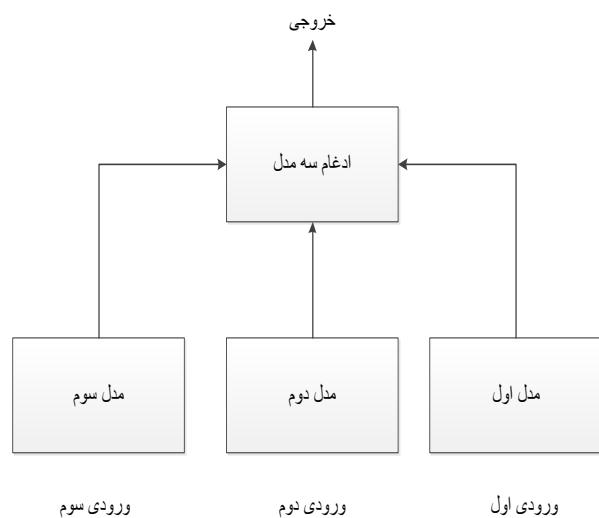 خروجی
ادغام سه مدل
مدل اول
مدل دوم
مدل سوم
ورودی اول
ورودی دوم
ورودی سوم